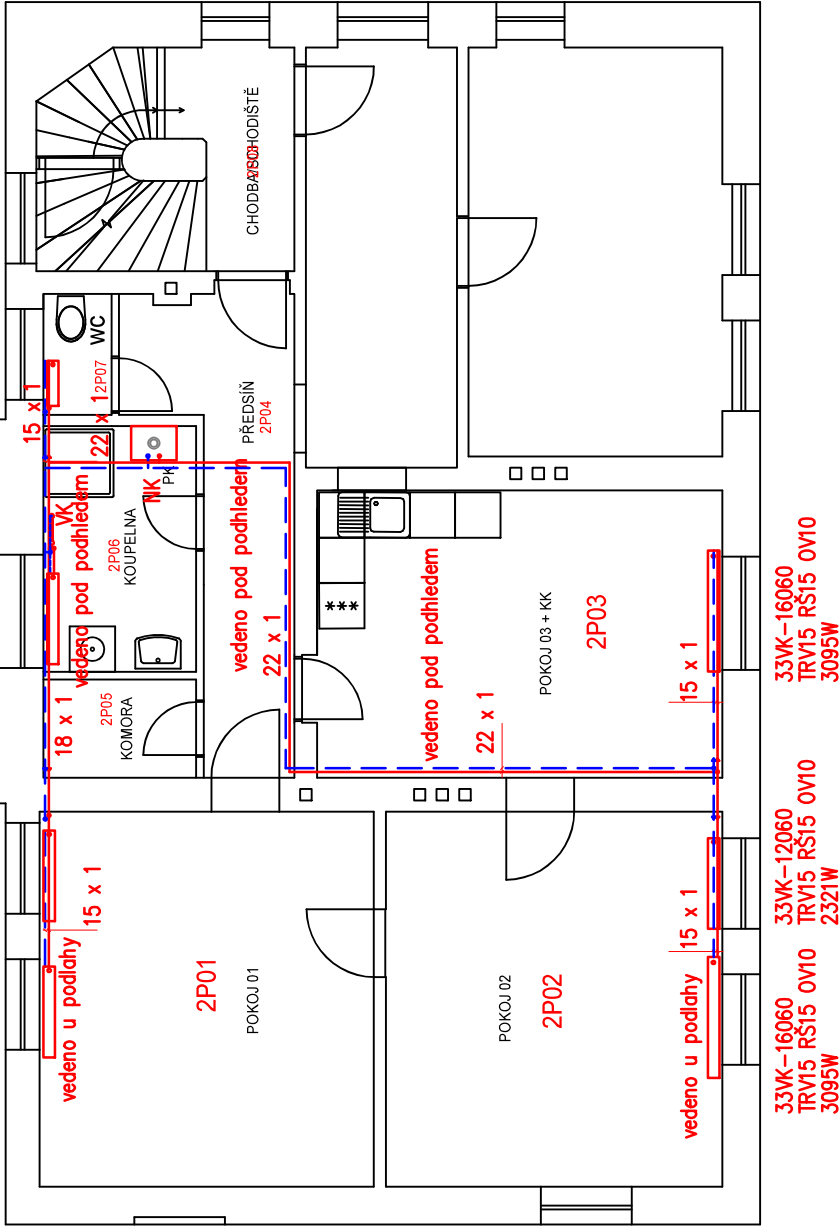 CHODBA/SCHODIŠTĚ
WC
2P07
15 x 1
22 x 1
PŘEDSÍŇ
2P04
PK
NK
VK
vedeno pod podhledem
2P06
KOUPELNA
vedeno pod podhledem
22 x 1
18 x 1
2P05
KOMORA
***
vedeno pod podhledem
22 x 1
POKOJ 03 + KK
2P03
15 x 1
15 x 1
vedeno u podlahy
2P01
POKOJ 01
POKOJ 02
2P02
15 x 1
vedeno u podlahy
33VK-16060
TRV15 RŠ15 OV10
3095W
33VK-12060
TRV15 RŠ15 OV10
2321W
33VK-16060
TRV15 RŠ15 OV10
3095W